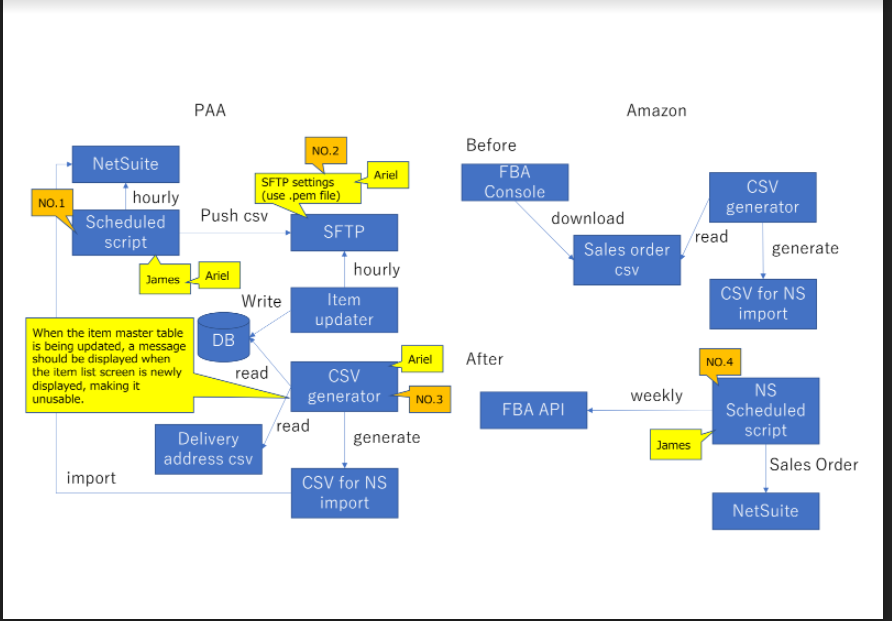 PAA
NO.2
Ariel
SFTP settings
(use .pem file)
NetSuite
NO.1
hourly
Scheduled
script
Push csv
SFTP
James
Ariel
hourly
Write
Item
updater
DB
When the item master table
is being updated, a message
should be displayed when
the item list screen is newly
displayed, making it
unusable.
read
Ariel
CSV
generator
NO.3
read
Delivery
address csv
generate
import
CSV for NS
import
Amazon
Before
FBA
Console
CSV
generator
download
read
Sales order
csv
generate
CSV for NS
import
After
NO.4
FBA API
weekly
NS
Scheduled
script
James
Sales Order
NetSuite